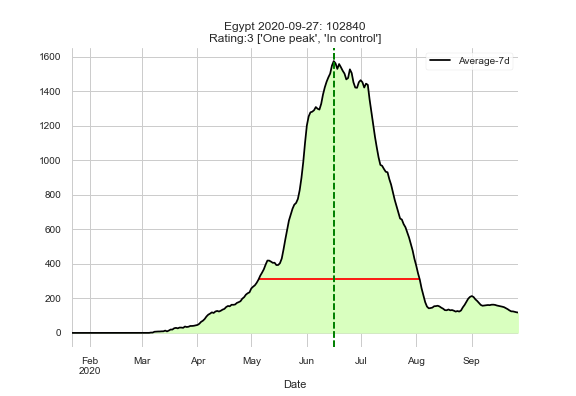 Egypt 2020-09-27: 102840
Rating:3 ['One peak', 'In control']
Average-7d
1600
1400
1200
1000
800
600
400
200
0
Feb Mar Apr May Jun Jul Aug Sep
2020
Date